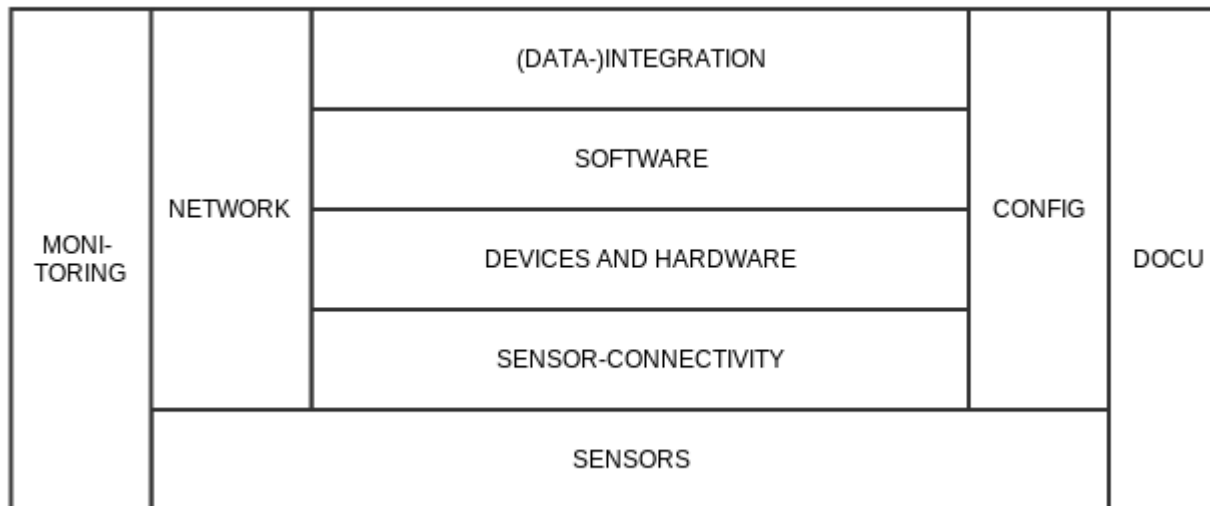 (DATA-)INTEGRATION
SOFTWARE
NETWORK
CONFIG
MONI-
TORING
DEVICES AND HARDWARE
DOCU
SENSOR-CONNECTIVITY
SENSORS